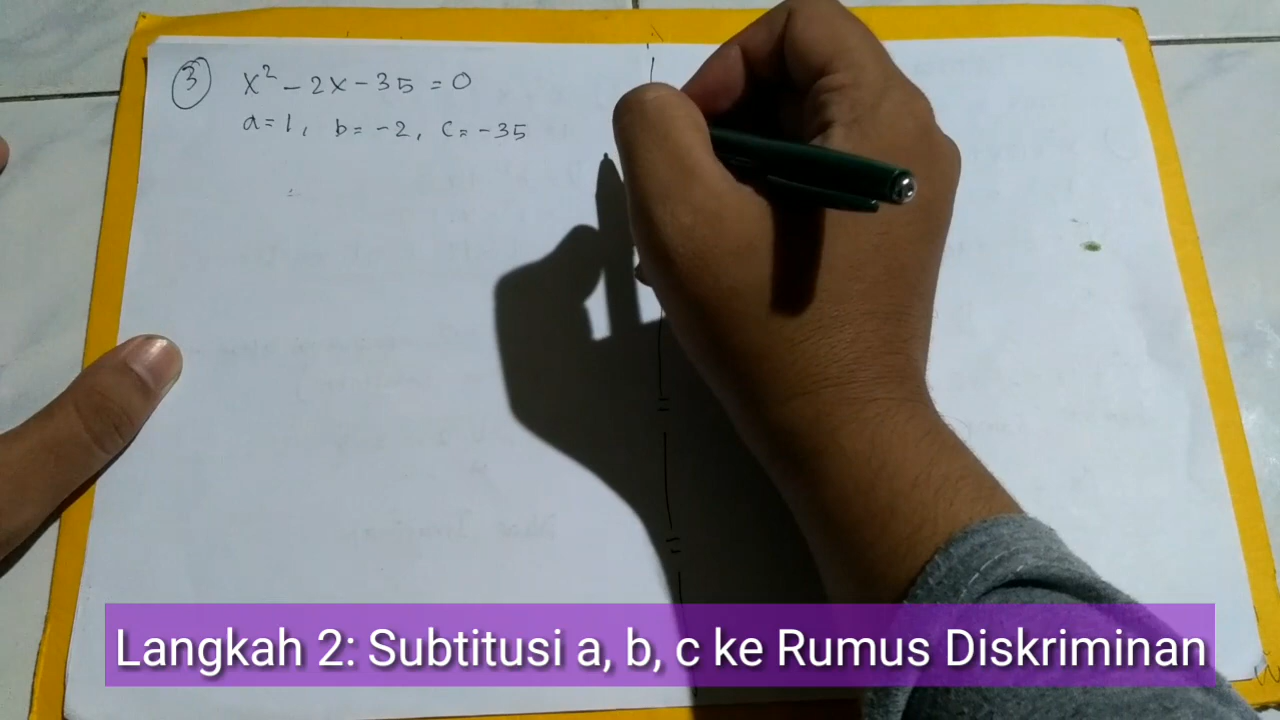 3 x² - 2x - 35 = 0
a = 1, b = -2, c = -35
Langkah 2: Subtitusi a, b, c ke Rumus Diskriminan